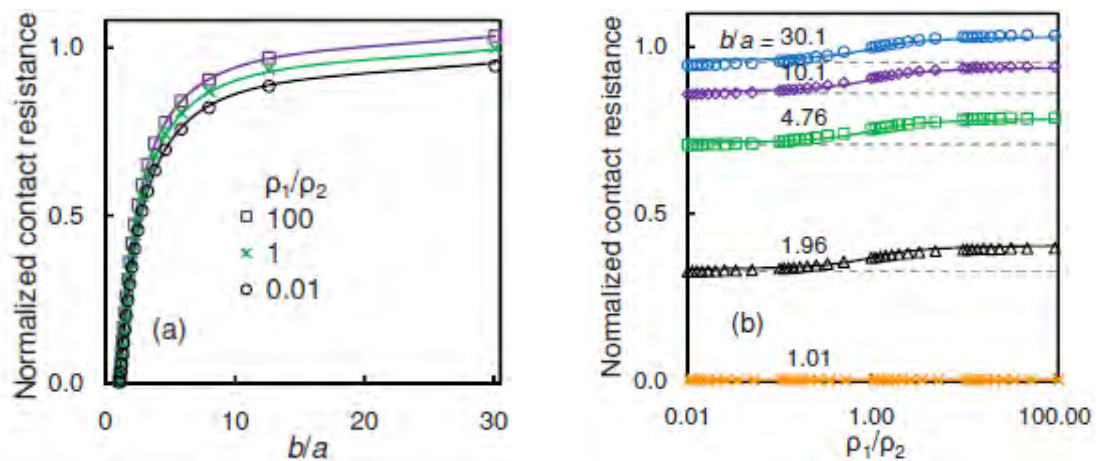 Normalized contact resistance
1.0
0.5
0.0
0
10
20
30
b/a
ρ₁/ρ₂
100
1
0.01
(a)
Normalized contact resistance
1.0
0.5
0.0
0.01
1.00
100.00
ρ₁/ρ₂
b/a = 30.1
10.1
4.76
1.96
(b)
1.01